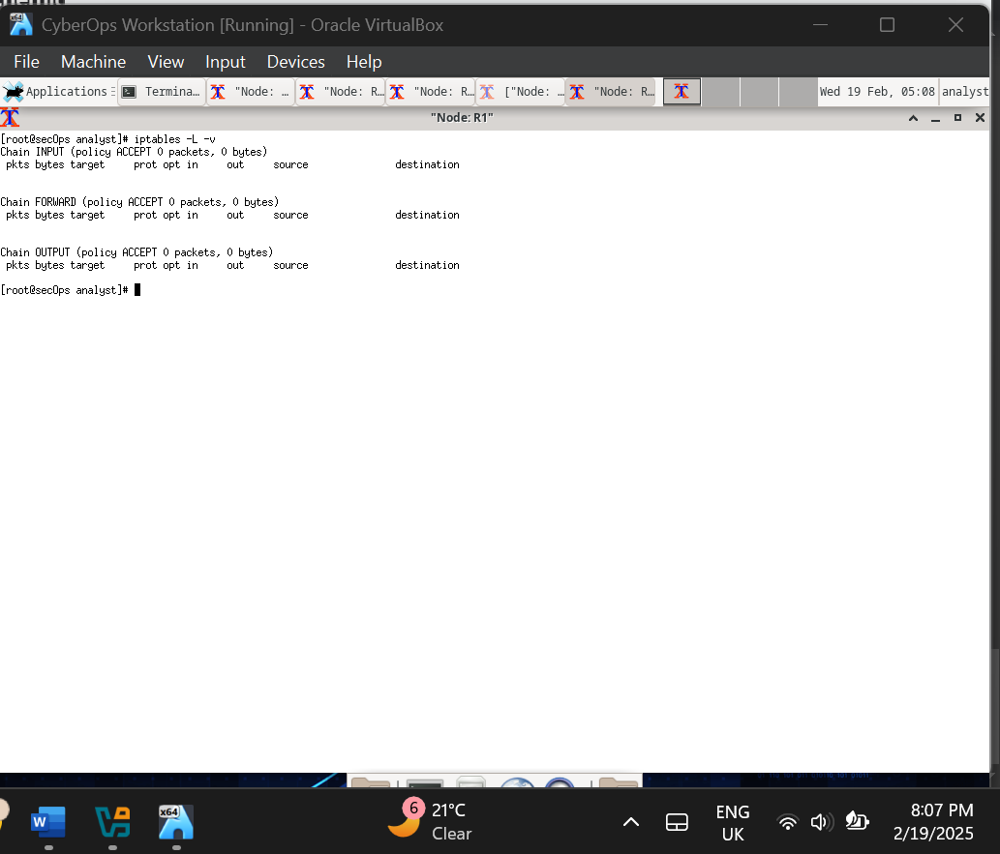 CyberOps Workstation [Running] - Oracle VirtualBox
File Machine View Input Devices Help
Applications Termina... "Node: ... "Node: R... "Node: R... ["Node: ... "Node: R... Wed 19 Feb, 05:08 analyst
"Node: R1"
[root@secOps analyst]# iptables -L -v
Chain INPUT (policy ACCEPT 0 packets, 0 bytes)
pkts bytes target prot opt in out source destination
Chain FORWARD (policy ACCEPT 0 packets, 0 bytes)
pkts bytes target prot opt in out source destination
Chain OUTPUT (policy ACCEPT 0 packets, 0 bytes)
pkts bytes target prot opt in out source destination
[root@secOps analyst]#
x64
6 21°C
Clear
ENG
UK
8:07 PM
2/19/2025